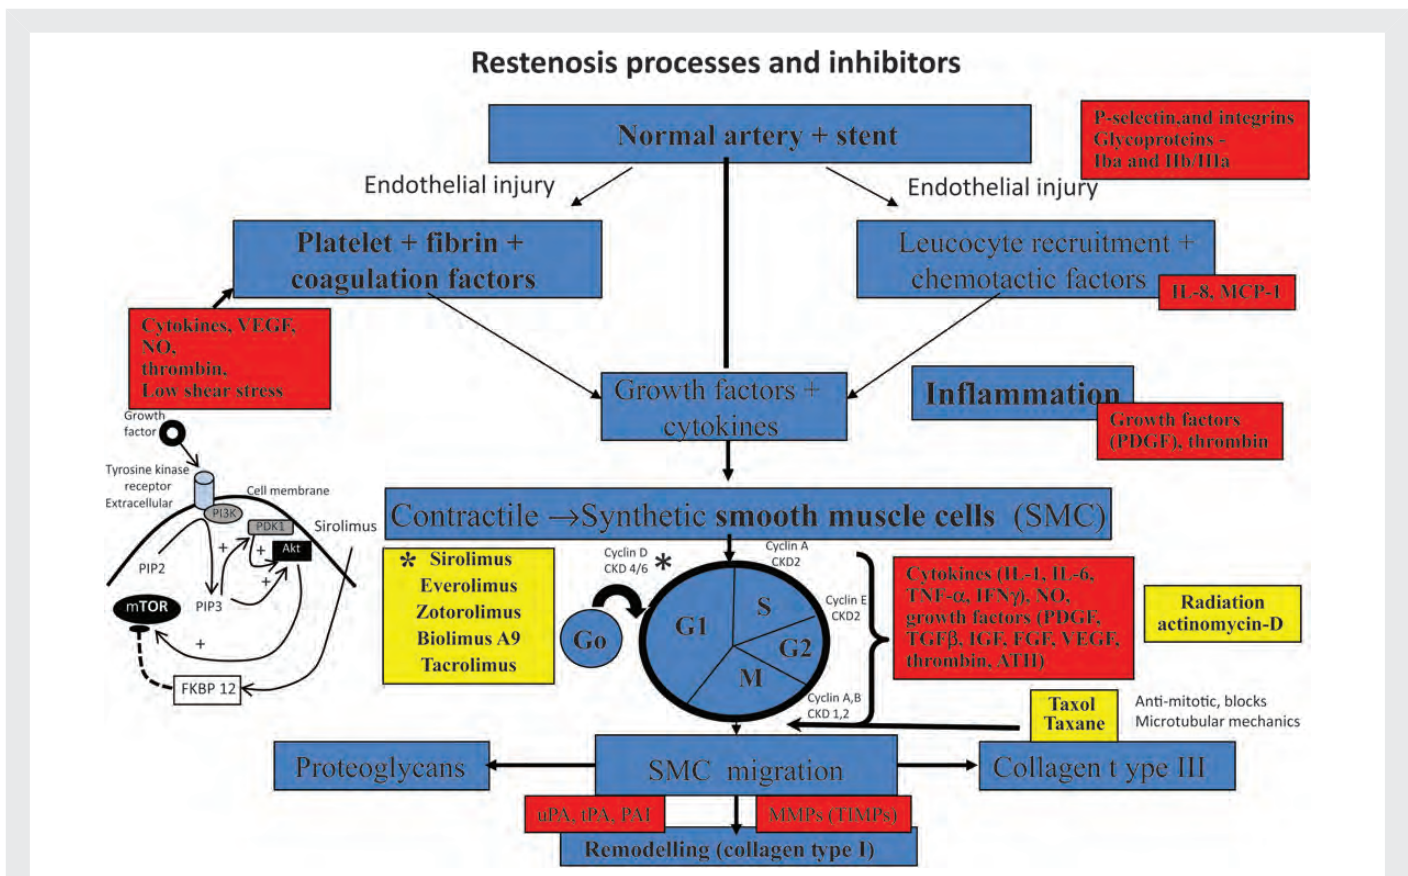 Restenosis processes and inhibitors
Normal artery + stent
P-selectin,and integrins
Glycoproteins -
Iba and IIb/IIIa
Endothelial injury
Endothelial injury
Platelet + fibrin +
coagulation factors
Leucocyte recruitment +
chemotactic factors
IL-8, MCP-1
Cytokines, VEGF,
NO,
thrombin,
Low shear stress
Growth factors +
cytokines
Inflammation
Growth factors
(PDGF), thrombin
Growth
factor
Tyrosine kinase
receptor
Extracellular
Cell membrane
PI3K
PDK1
Sirolimus
Akt
PIP2
PIP3
mTOR
FKBP 12
+
+
+
+
Contractile →Synthetic smooth muscle cells (SMC)
* Sirolimus
Everolimus
Zotorolimus
Biolimus A9
Tacrolimus
Cyclin D
CKD 4/6 *
Cyclin A
CKD2
Cyclin E
CKD2
Cyclin A,B
CKD 1,2
Go
G1
S
G2
M
Cytokines (IL-1, IL-6,
TNF-α, IFNγ), NO,
growth factors (PDGF,
TGFβ, IGF, FGF, VEGF,
thrombin, ATH)
Radiation
actinomycin-D
Taxol
Taxane
Anti-mitotic, blocks
Microtubular mechanics
Proteoglycans
SMC migration
Collagen t ype III
uPA, tPA, PAI
MMPs (TIMPs)
Remodelling (collagen type I)